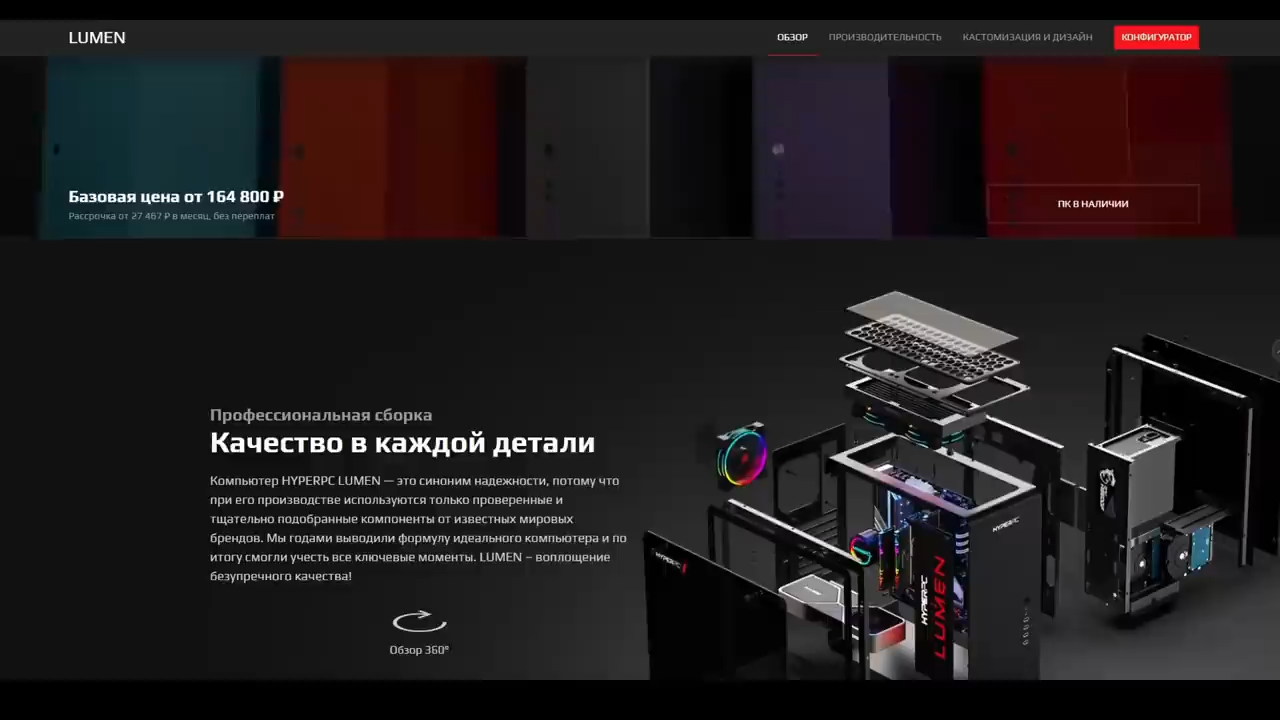 LUMEN
ОБЗОР
ПРОИЗВОДИТЕЛЬНОСТЬ
КАСТОМИЗАЦИЯ И ДИЗАЙН
КОНФИГУРАТОР
Базовая цена от 164 800 ₽
Рассрочка от 27 467 ₽ в месяц, без переплат
ПК В НАЛИЧИИ
Профессиональная сборка
Качество в каждой детали
Компьютер HYPERPC LUMEN — это синоним надежности, потому что
при его производстве используются только проверенные и
тщательно подобранные компоненты от известных мировых
брендов. Мы годами выводили формулу идеального компьютера и по
итогу смогли учесть все ключевые моменты. LUMEN – воплощение
безупречного качества!
Обзор 360°
HYPERPC
HYPERPC
HYPERPC
LUMEN